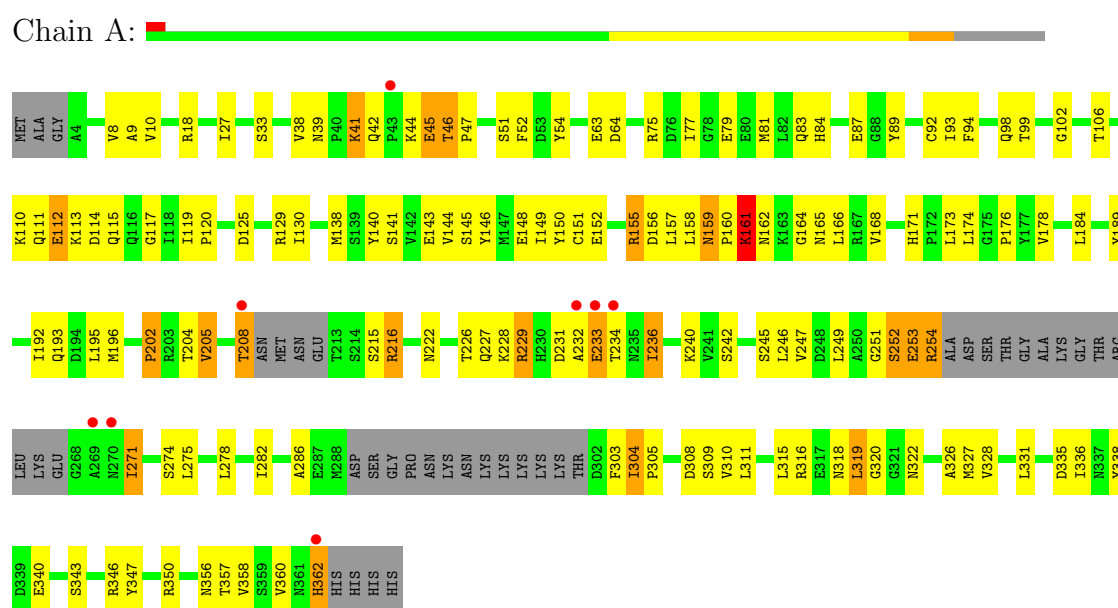 Chain A:
MET ALA GLY A4 V8 A9 V10 R18 I27 S33 V38 N39 P40 K41 Q42 P43 K44 E45 T46 P47 S51 F52 D53 Y54 E63 D64 R75 D76 I77 G78 E79 E80 M81 L82 Q83 H84 E87 G88 Y89 C92 I93 F94 Q98 T99 G102 T106
K110 Q111 E112 K113 D114 Q115 Q116 G117 I118 I119 P120 D125 R129 I130 M138 S139 Y140 S141 V142 E143 V144 S145 Y146 M147 E148 I149 Y150 C151 E152 R155 D156 L157 L158 N159 P160 K161 N162 K163 G164 N165 L166 R167 V168 H171 P172 L173 L174 G175 P176 Y177 V178 L184 Y189
I192 Q193 D194 L195 M196 P202 R203 T204 V205 T208 ASN MET ASN GLU T213 S214 S215 R216 N222 T226 Q227 K228 R229 H230 D231 A232 E233 T234 N235 I236 K240 V241 S242 S245 L246 V247 D248 L249 A250 G251 S252 E253 R254 ALA ASP SER THR GLY ALA LYS GLY THR ARG
LEU LYS GLU G268 A269 N270 I271 S274 L275 L278 I282 A286 E287 M288 ASP SER GLY PRO ASN LYS ASN LYS LYS LYS LYS LYS THR D302 F303 I304 P305 D308 S309 V310 L311 L315 R316 E317 N318 L319 G320 G321 N322 A326 M327 V328 L331 D335 I336 N337 Y338
D339 E340 S343 R346 Y347 R350 N356 T357 V358 S359 V360 N361 H362 HIS HIS HIS HIS